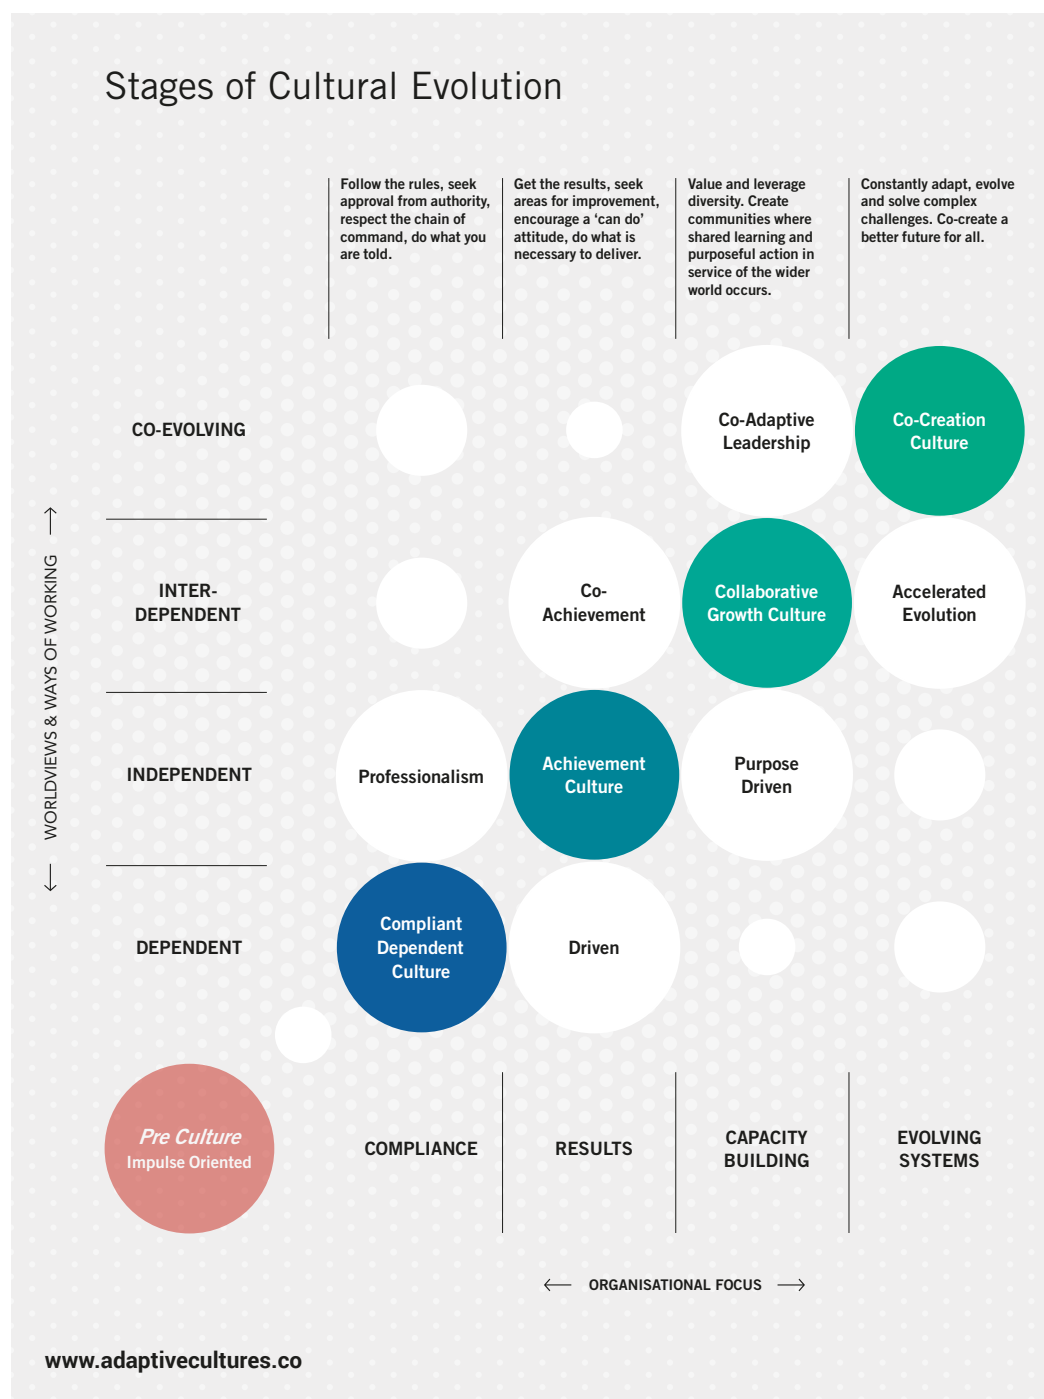 Stages of Cultural Evolution
Follow the rules, seek
approval from authority,
respect the chain of
command, do what you
are told.
Get the results, seek
areas for improvement,
encourage a ‘can do’
attitude, do what is
necessary to deliver.
Value and leverage
diversity. Create
communities where
shared learning and
purposeful action in
service of the wider
world occurs.
Constantly adapt, evolve
and solve complex
challenges. Co-create a
better future for all.
CO-EVOLVING
Co-Adaptive
Leadership
Co-Creation
Culture
WORLDVIEWS & WAYS OF WORKING
INTER-
DEPENDENT
Co-
Achievement
Collaborative
Growth Culture
Accelerated
Evolution
INDEPENDENT
Professionalism
Achievement
Culture
Purpose
Driven
DEPENDENT
Compliant
Dependent
Culture
Driven
Pre Culture
Impulse Oriented
COMPLIANCE
RESULTS
CAPACITY
BUILDING
EVOLVING
SYSTEMS
ORGANISATIONAL FOCUS
www.adaptivecultures.co